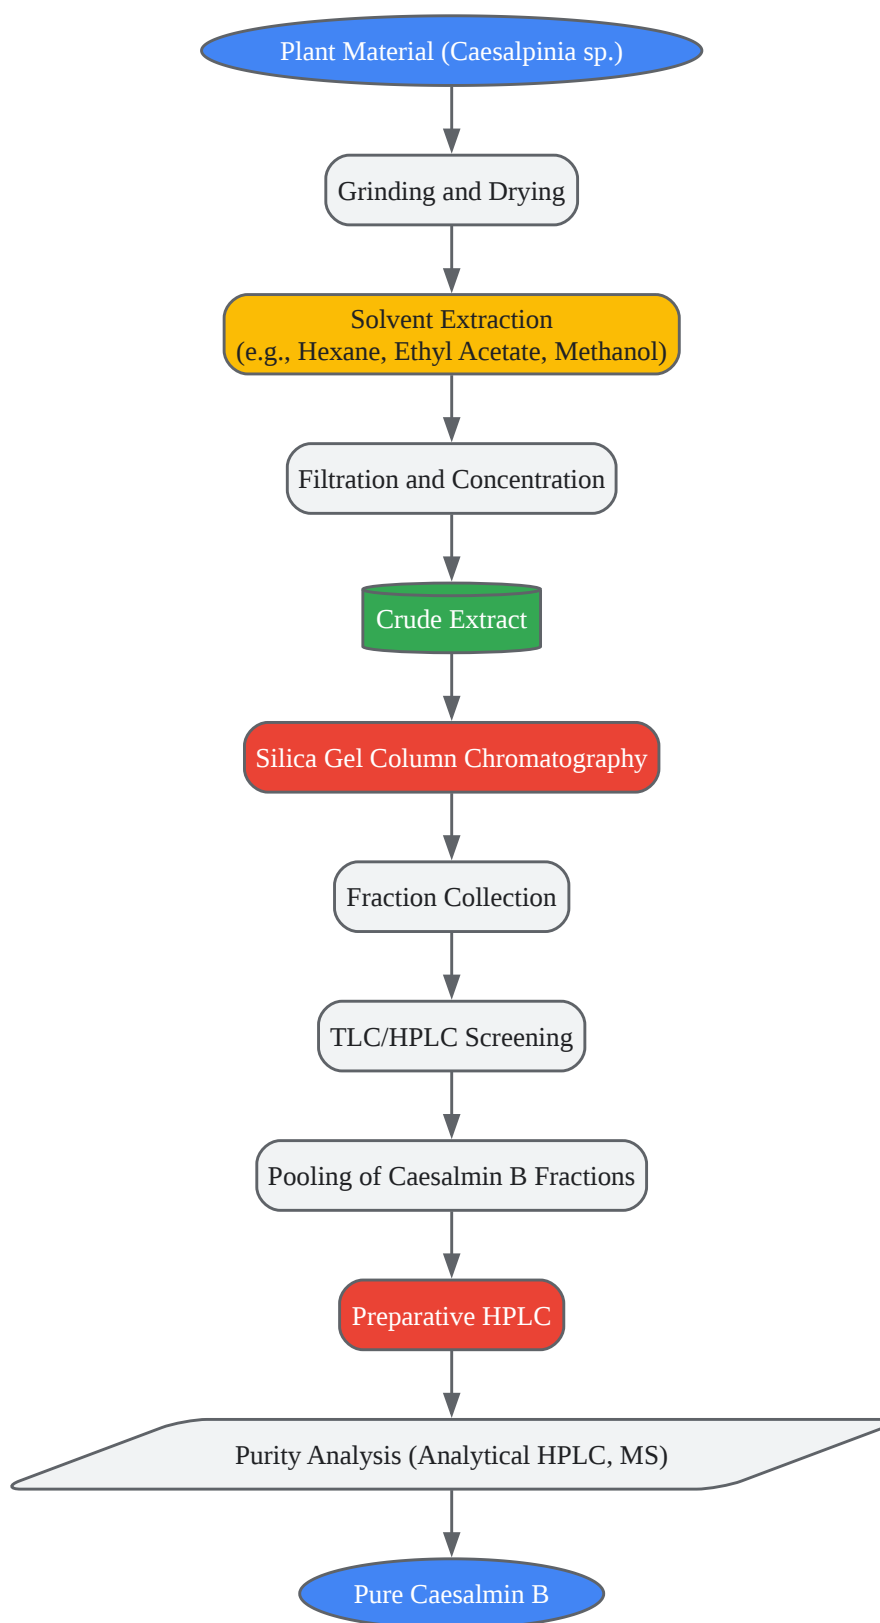 Plant Material (Caesalpinia sp.)
Grinding and Drying
Solvent Extraction
(e.g., Hexane, Ethyl Acetate, Methanol)
Filtration and Concentration
Crude Extract
Silica Gel Column Chromatography
Fraction Collection
TLC/HPLC Screening
Pooling of Caesalmin B Fractions
Preparative HPLC
Purity Analysis (Analytical HPLC, MS)
Pure Caesalmin B